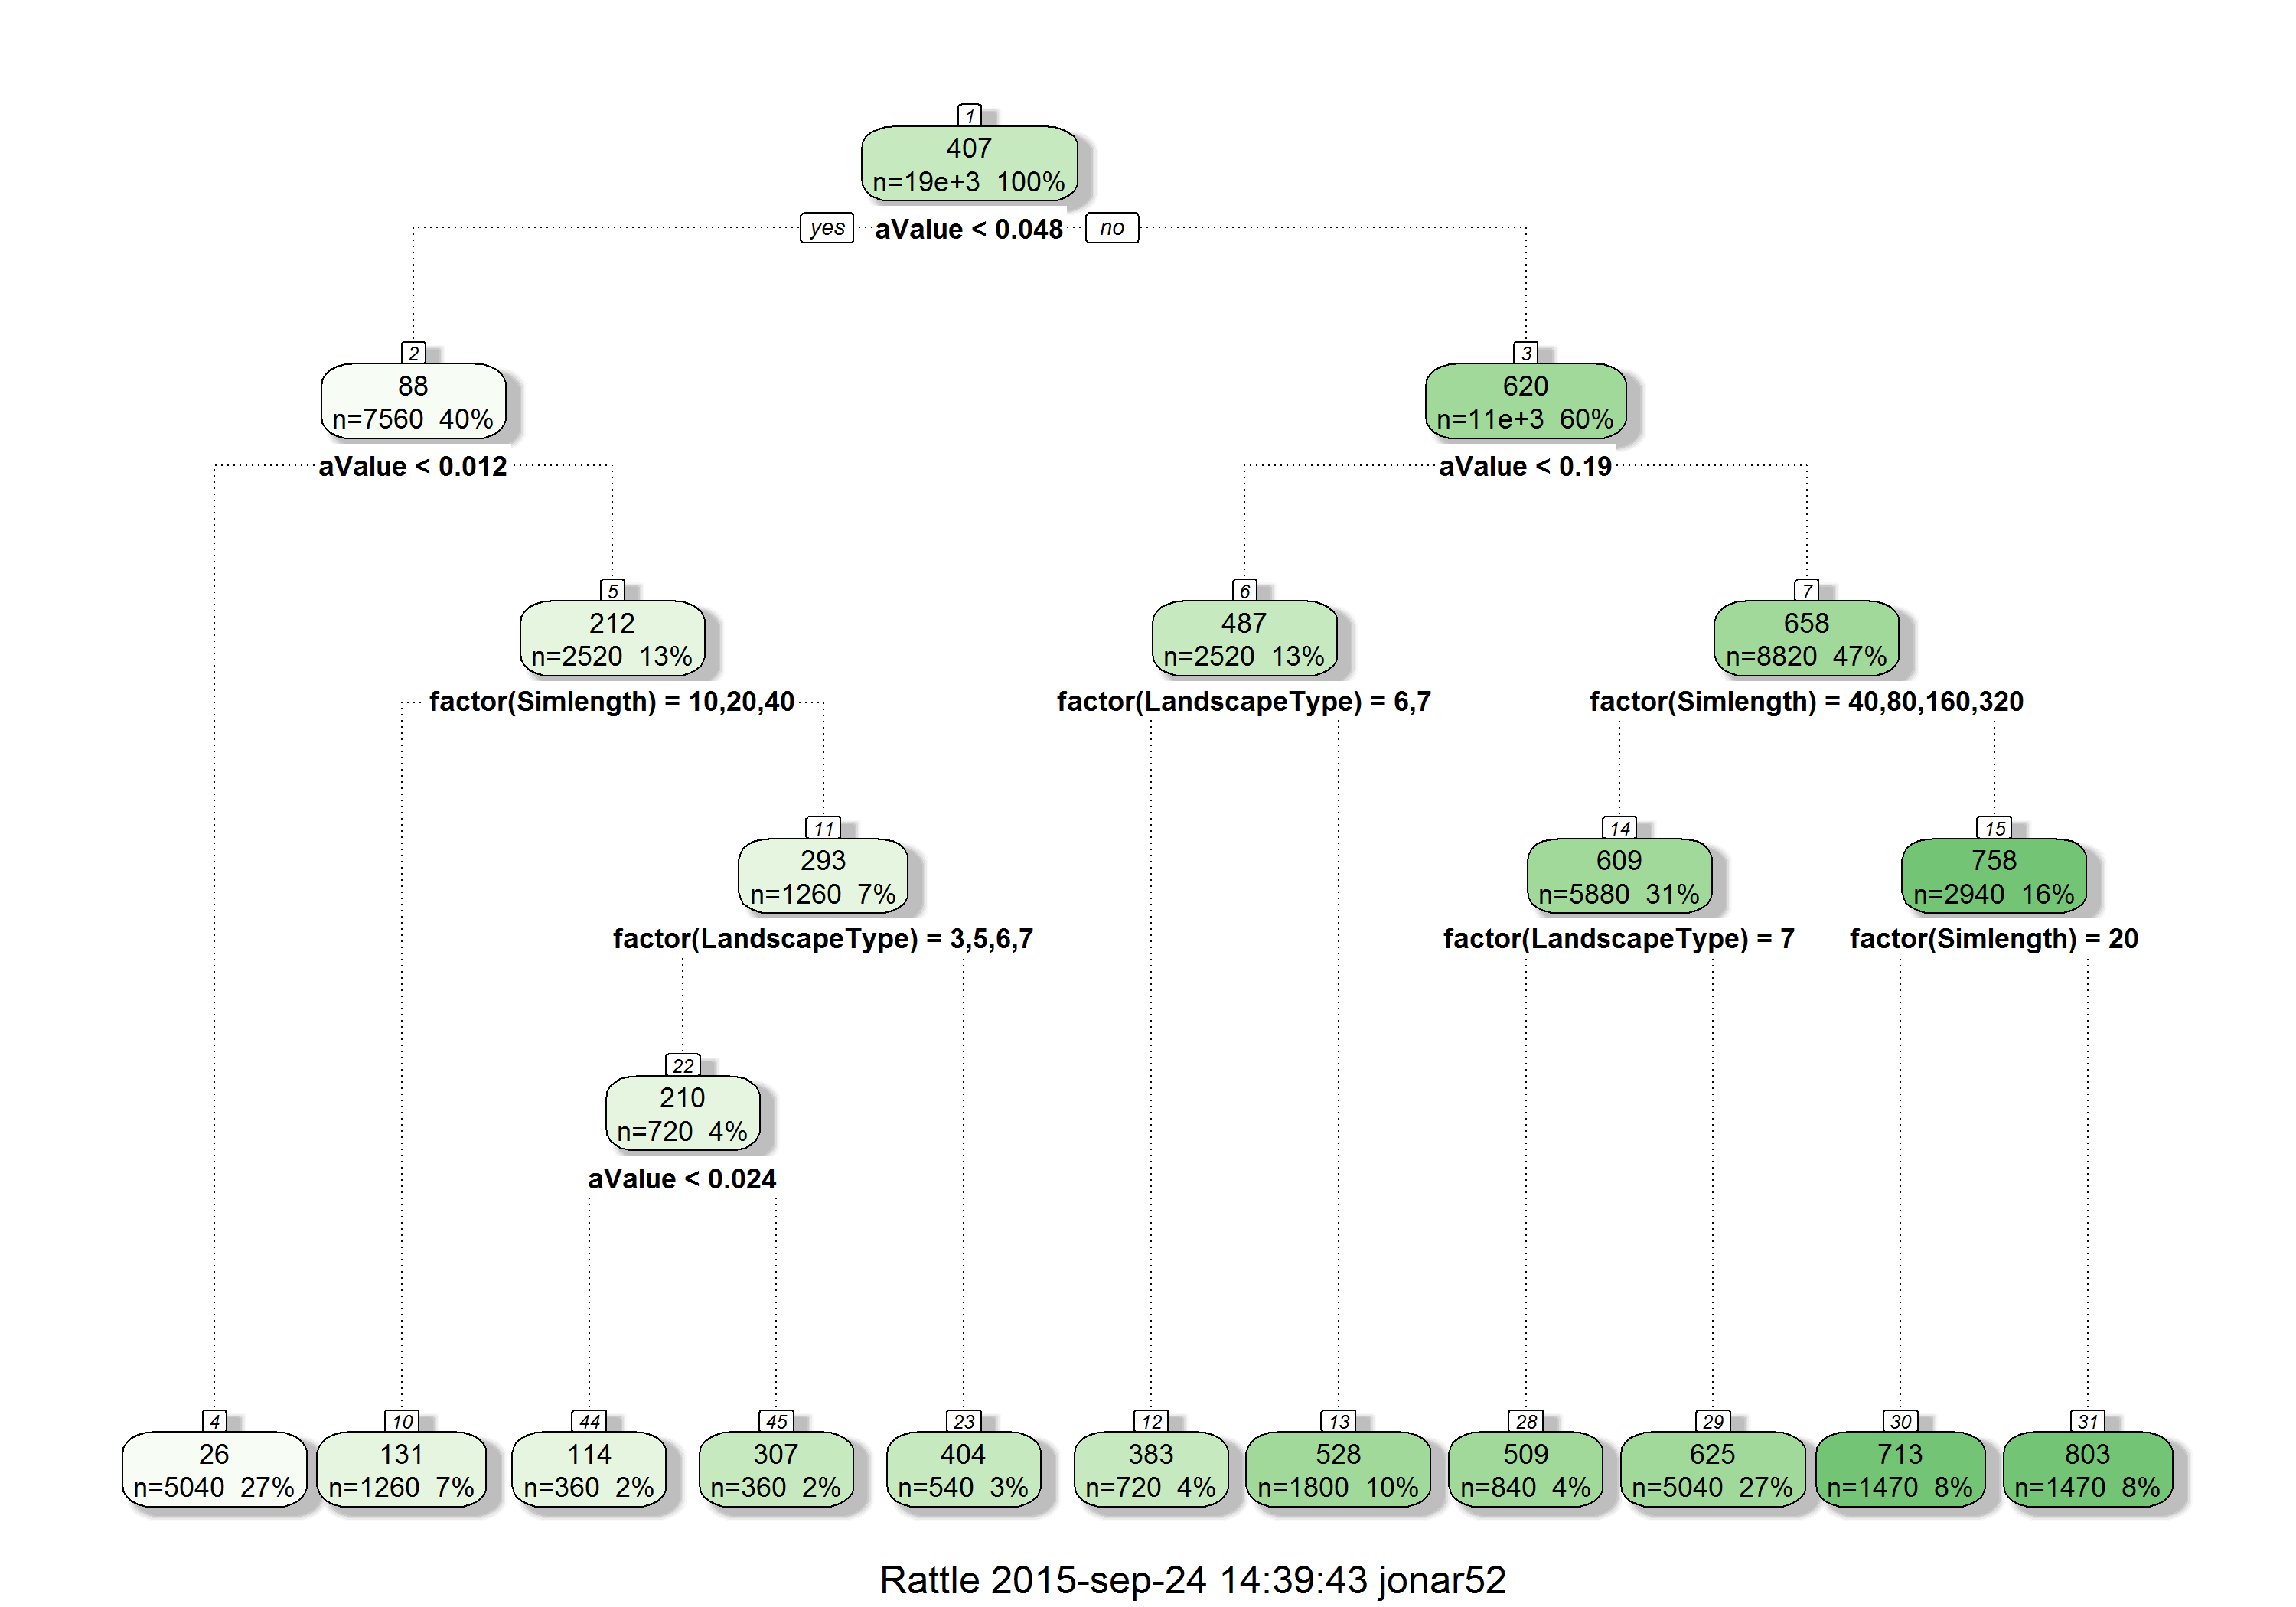 1
407
n=19e+3 100%
yes aValue < 0.048 no
2
88
n=7560 40%
3
620
n=11e+3 60%
aValue < 0.012
aValue < 0.19
5
212
n=2520 13%
6
487
n=2520 13%
7
658
n=8820 47%
factor(Simlength) = 10,20,40
factor(LandscapeType) = 6,7
factor(Simlength) = 40,80,160,320
11
293
n=1260 7%
14
609
n=5880 31%
15
758
n=2940 16%
factor(LandscapeType) = 3,5,6,7
factor(LandscapeType) = 7
factor(Simlength) = 20
22
210
n=720 4%
aValue < 0.024
4
26
n=5040 27%
10
131
n=1260 7%
44
114
n=360 2%
45
307
n=360 2%
23
404
n=540 3%
12
383
n=720 4%
13
528
n=1800 10%
28
509
n=840 4%
29
625
n=5040 27%
30
713
n=1470 8%
31
803
n=1470 8%
Rattle 2015-sep-24 14:39:43 jonar52